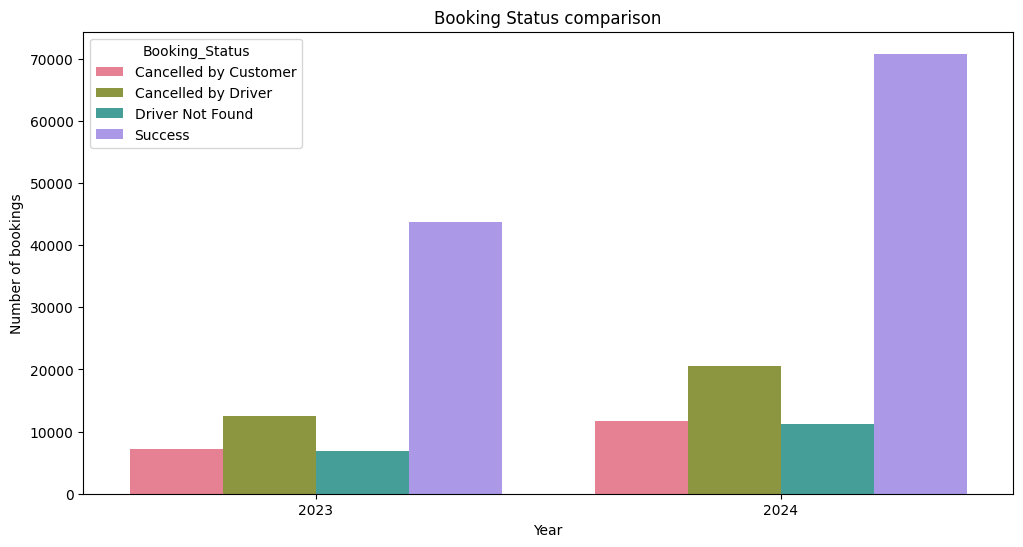 Booking Status comparison
Booking_Status
Cancelled by Customer
Cancelled by Driver
Driver Not Found
Success
Number of bookings
70000
60000
50000
40000
30000
20000
10000
0
2023
2024
Year